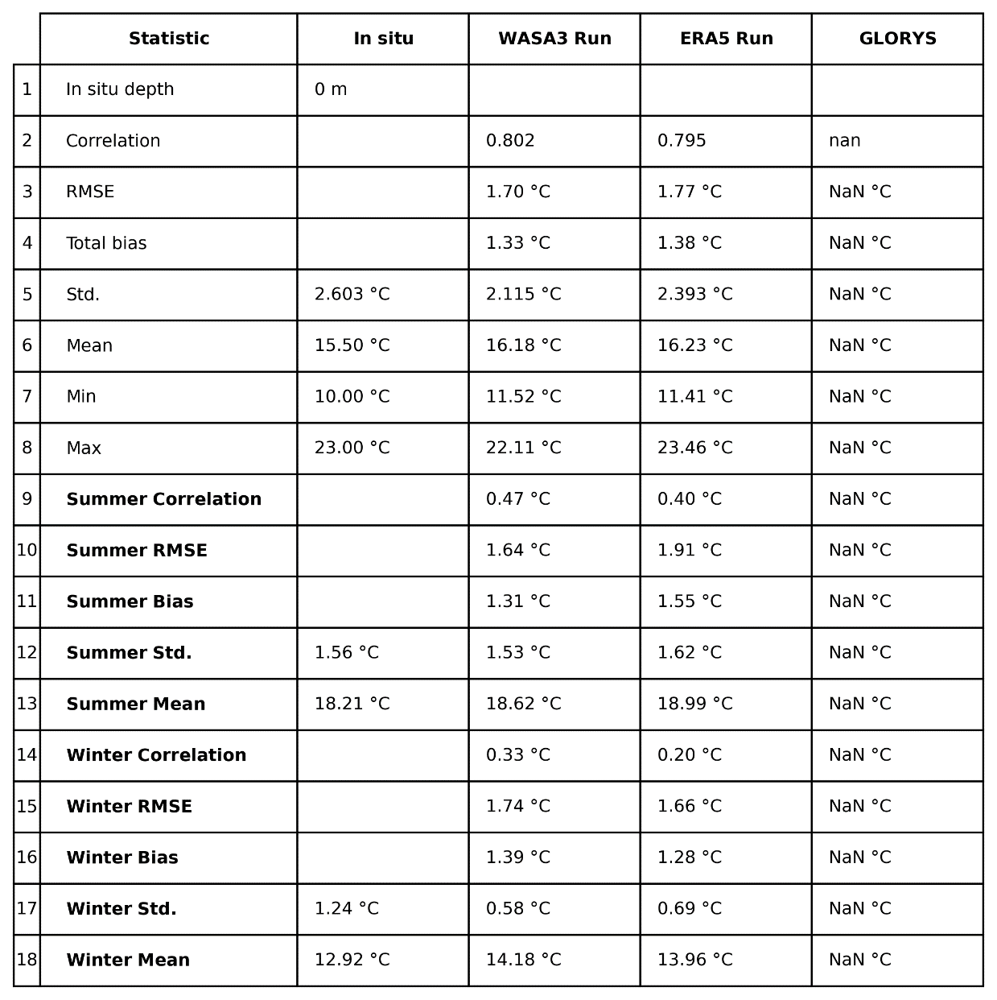 Statistic In situ WASA3 Run ERA5 Run GLORYS
1 In situ depth 0 m
2 Correlation 0.802 0.795 nan
3 RMSE 1.70 °C 1.77 °C NaN °C
4 Total bias 1.33 °C 1.38 °C NaN °C
5 Std. 2.603 °C 2.115 °C 2.393 °C NaN °C
6 Mean 15.50 °C 16.18 °C 16.23 °C NaN °C
7 Min 10.00 °C 11.52 °C 11.41 °C NaN °C
8 Max 23.00 °C 22.11 °C 23.46 °C NaN °C
9 Summer Correlation 0.47 °C 0.40 °C NaN °C
10 Summer RMSE 1.64 °C 1.91 °C NaN °C
11 Summer Bias 1.31 °C 1.55 °C NaN °C
12 Summer Std. 1.56 °C 1.53 °C 1.62 °C NaN °C
13 Summer Mean 18.21 °C 18.62 °C 18.99 °C NaN °C
14 Winter Correlation 0.33 °C 0.20 °C NaN °C
15 Winter RMSE 1.74 °C 1.66 °C NaN °C
16 Winter Bias 1.39 °C 1.28 °C NaN °C
17 Winter Std. 1.24 °C 0.58 °C 0.69 °C NaN °C
18 Winter Mean 12.92 °C 14.18 °C 13.96 °C NaN °C